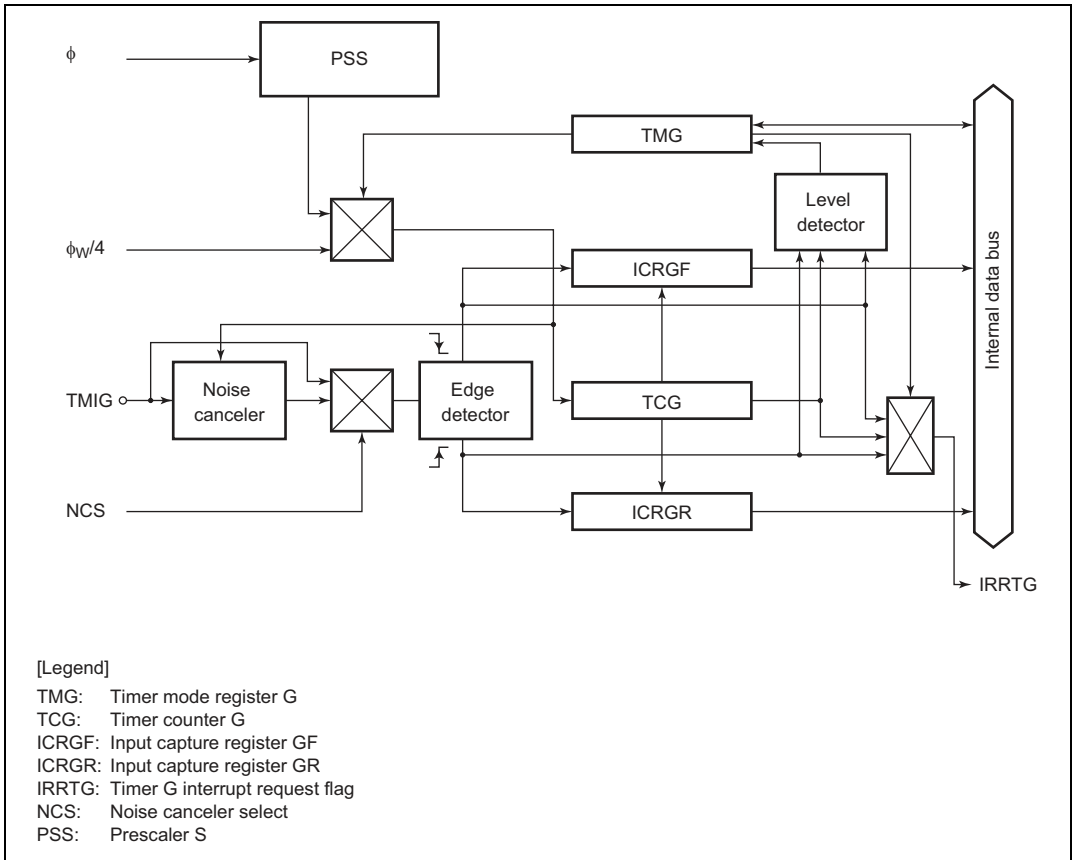 ϕ
PSS
TMG
Level
detector
ϕW/4
ICRGF
Internal data bus
TMIG
Noise
canceler
Edge
detector
TCG
NCS
ICRGR
IRRTG
[Legend]
TMG: Timer mode register G
TCG: Timer counter G
ICRGF: Input capture register GF
ICRGR: Input capture register GR
IRRTG: Timer G interrupt request flag
NCS: Noise canceler select
PSS: Prescaler S